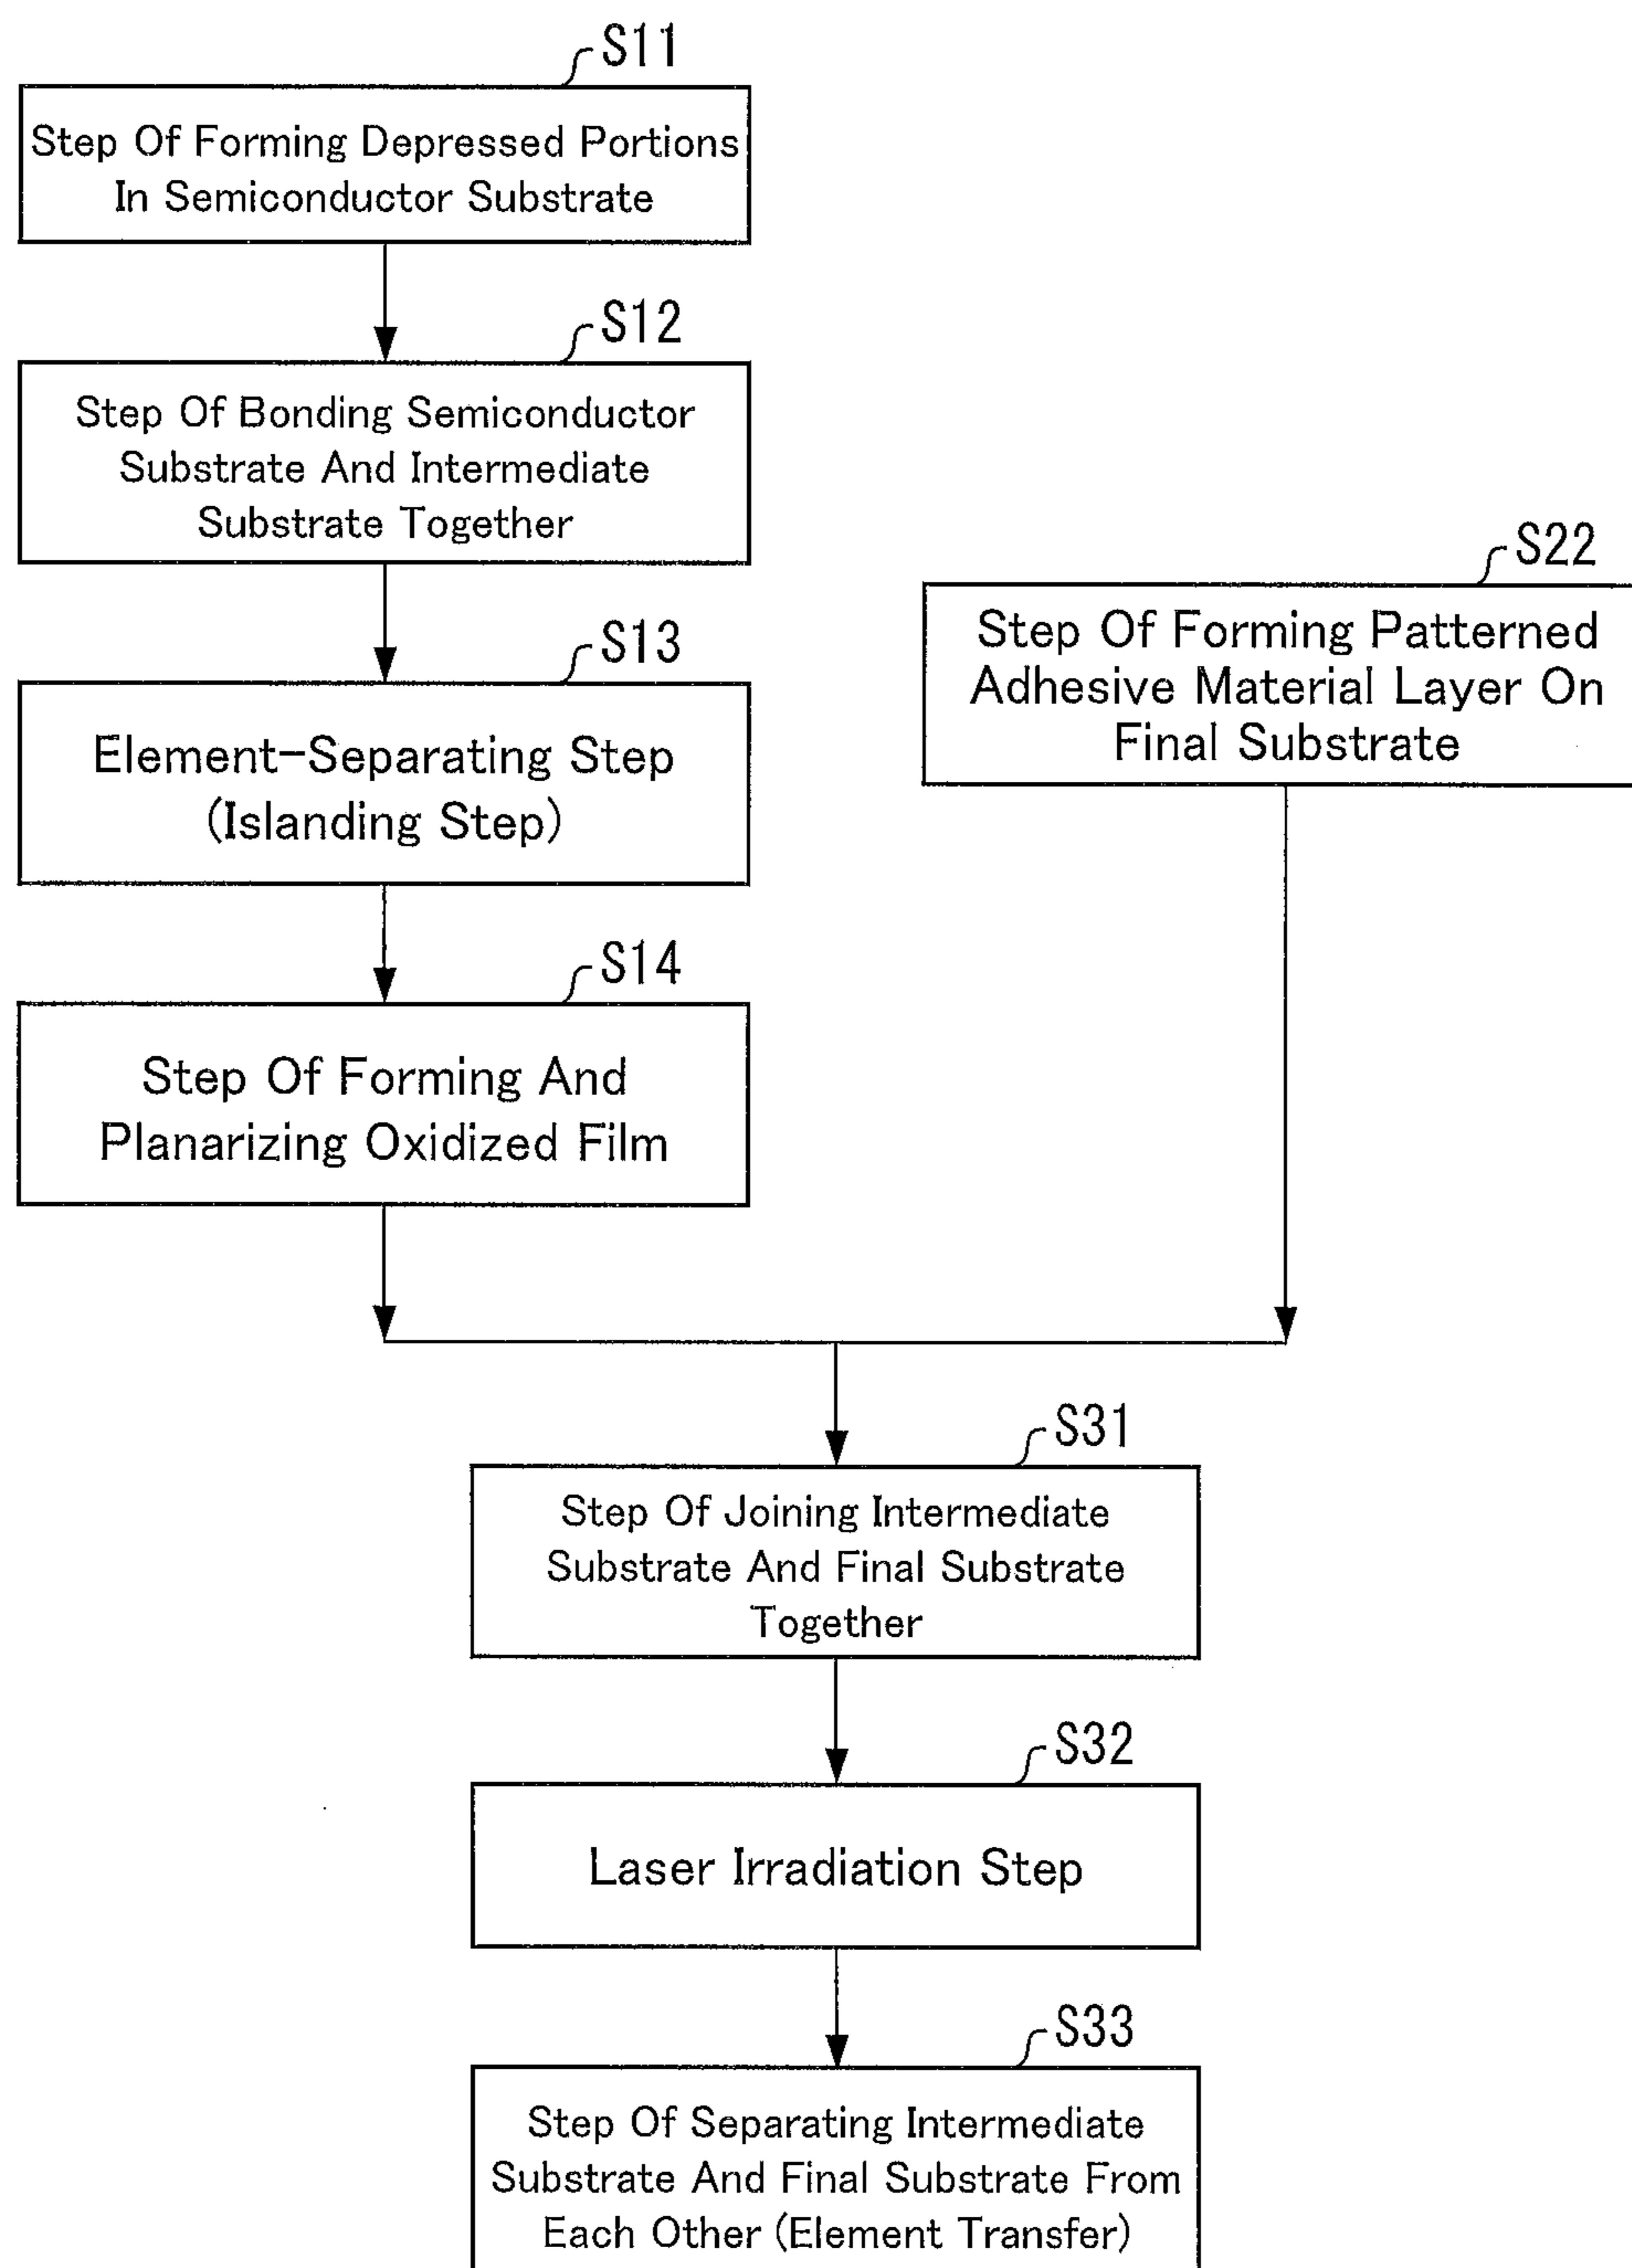 S11
Step Of Forming Depressed Portions
In Semiconductor Substrate
S12
Step Of Bonding Semiconductor
Substrate And Intermediate
Substrate Together
S13
Element-Separating Step
(Islanding Step)
S14
Step Of Forming And
Planarizing Oxidized Film
S22
Step Of Forming Patterned
Adhesive Material Layer On
Final Substrate
S31
Step Of Joining Intermediate
Substrate And Final Substrate
Together
S32
Laser Irradiation Step
S33
Step Of Separating Intermediate
Substrate And Final Substrate From
Each Other (Element Transfer)